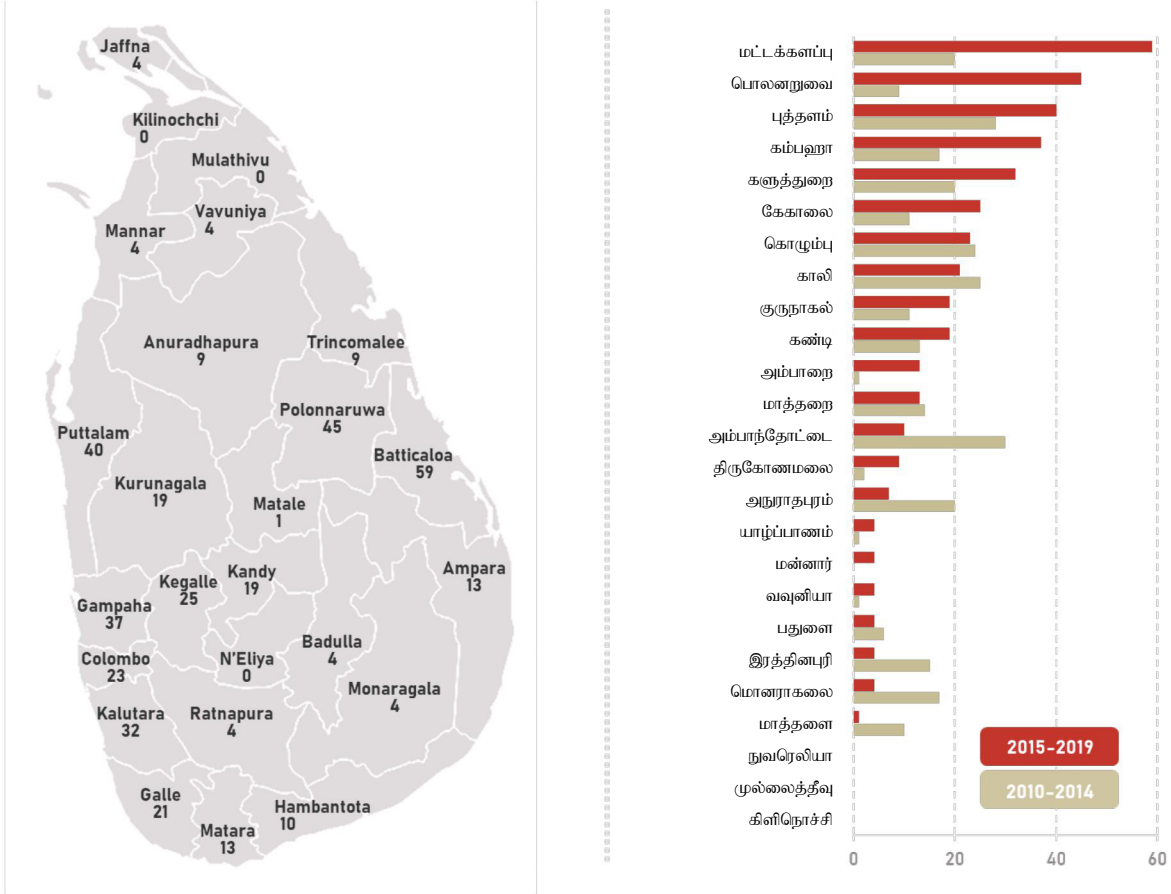 Jaffna
4
Kilinochchi
0
Mulathivu
0
Vavuniya
4
Mannar
4
Anuradhapura
9
Trincomalee
9
Polonnaruwa
45
Puttalam
40
Batticaloa
59
Kurunagala
19
Matale
1
Ampara
13
Kandy
19
Kegalle
25
Gampaha
37
Badulla
4
Colombo
23
N'Eliya
0
Monaragala
4
Kalutara
32
Ratnapura
4
Galle
21
Hambantota
10
Matara
13
மட்டக்களப்பு
பொலனறுவை
புத்தளம்
கம்பஹா
களுத்துறை
கேகாலை
கொழும்பு
காலி
குருநாகல்
கண்டி
அம்பாறை
மாத்தறை
அம்பாந்தோட்டை
திருகோணமலை
அநுராதபுரம்
யாழ்ப்பாணம்
மன்னார்
வவுனியா
பதுளை
இரத்தினபுரி
மொனராகலை
மாத்தளை
நுவரெலியா
முல்லைத்தீவு
கிளிநொச்சி
2015-2019
2010-2014
0 20 40 60